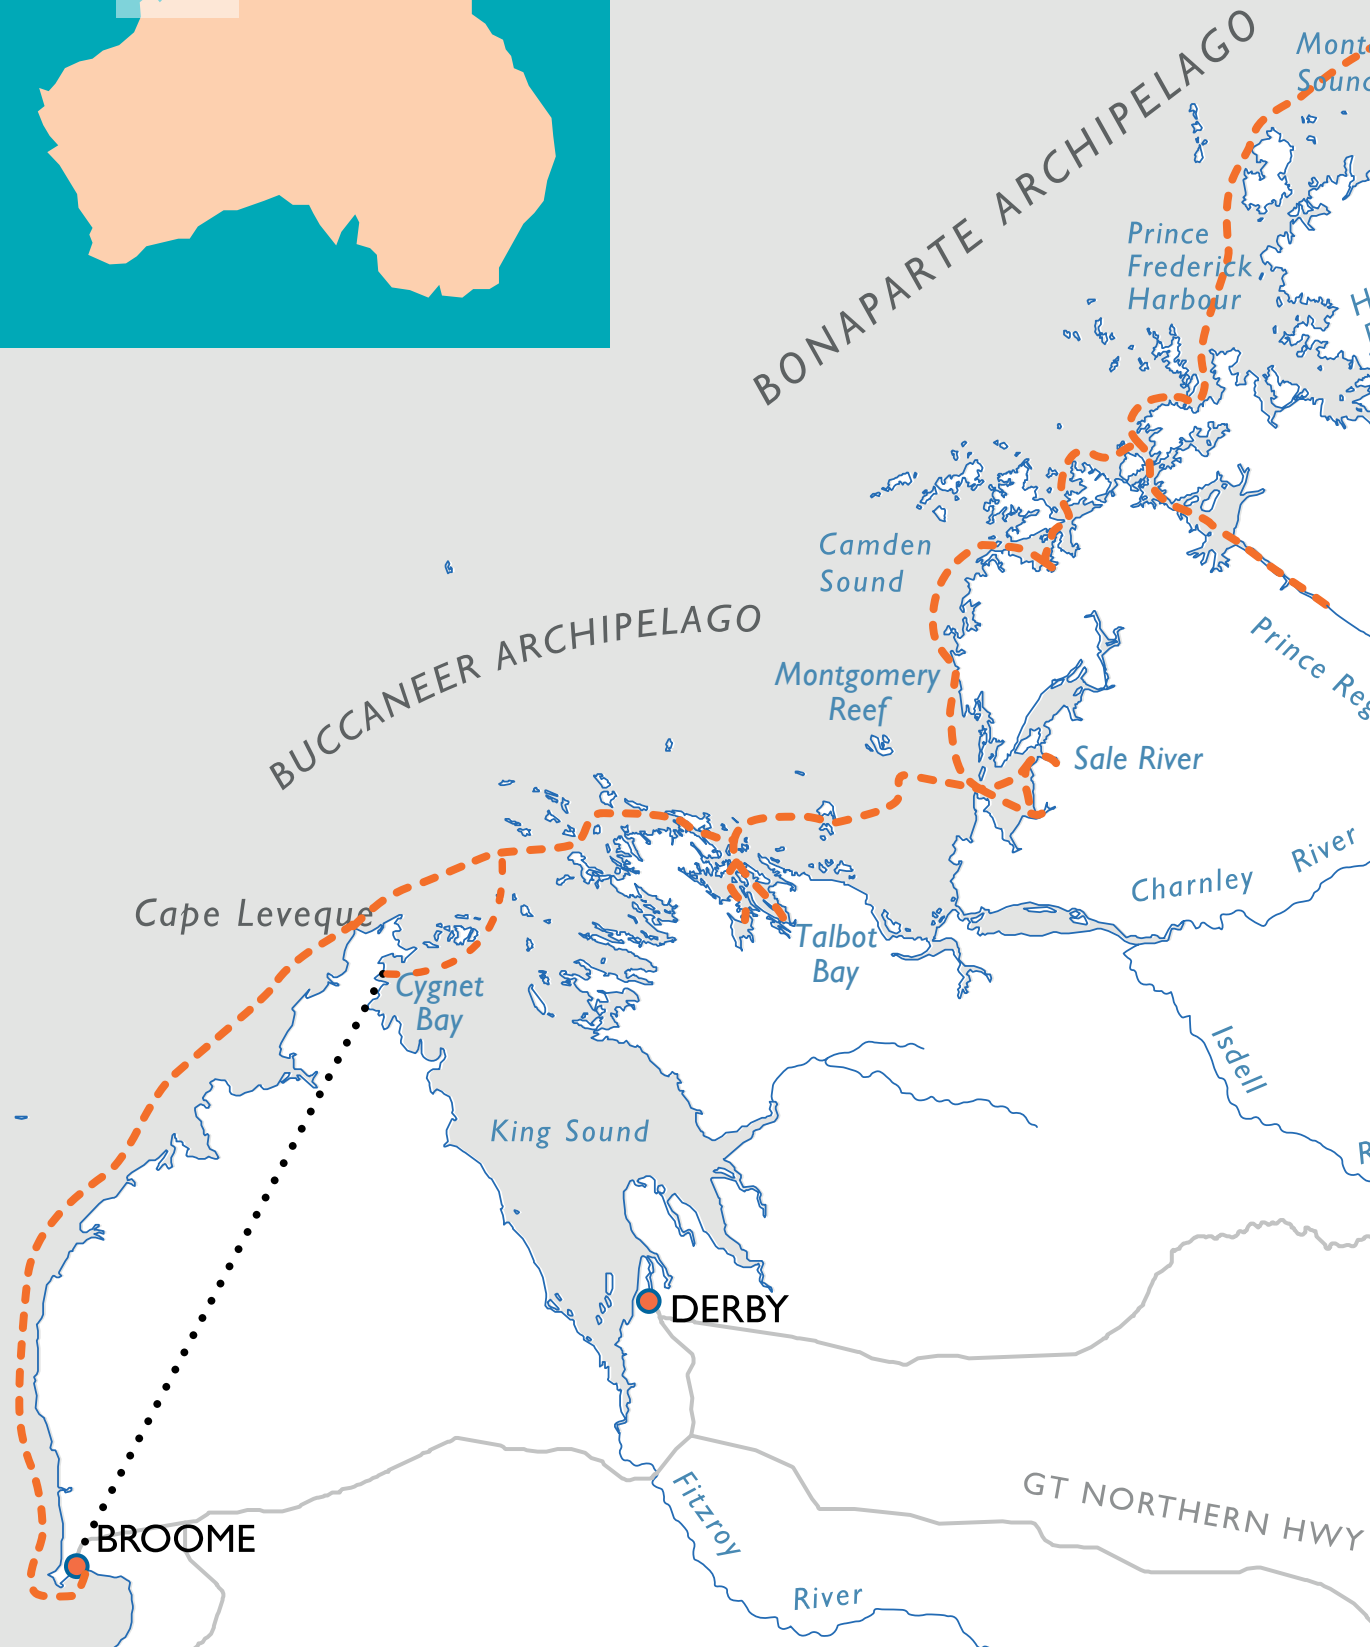 BONAPARTE ARCHIPELAGO
Prince
Frederick
Harbour
Camden
Sound
BUCCANEER ARCHIPELAGO
Montgomery
Reef
Prince
Sale River
Charnley River
Cape Leveque
Talbot
Bay
Cygnet
Bay
Isdell
King Sound
DERBY
GT NORTHERN HWY
Fitzroy
River
BROOME